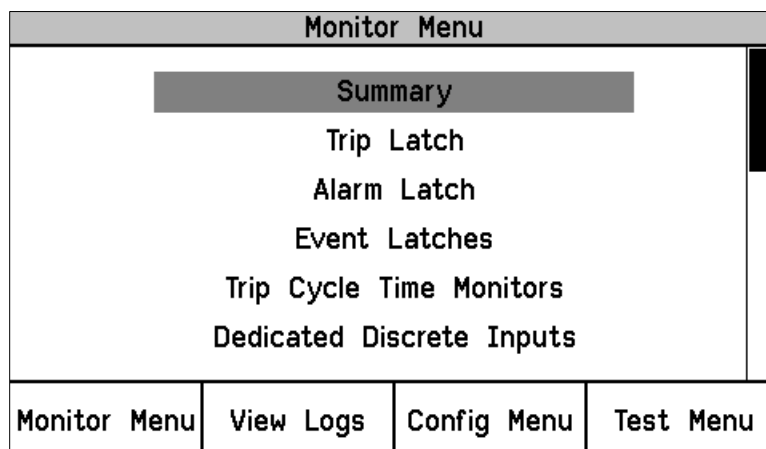 Monitor Menu
Summary
Trip Latch
Alarm Latch
Event Latches
Trip Cycle Time Monitors
Dedicated Discrete Inputs
Monitor Menu View Logs Config Menu Test Menu